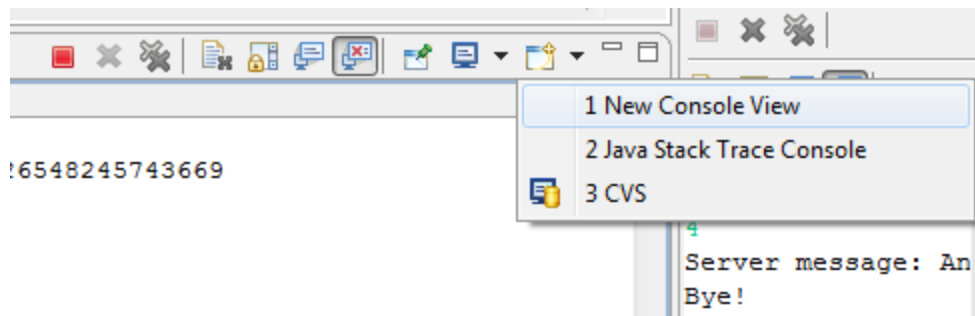 1 New Console View
2 Java Stack Trace Console
3 CVS
26548245743669
4
Server message: An
Bye!